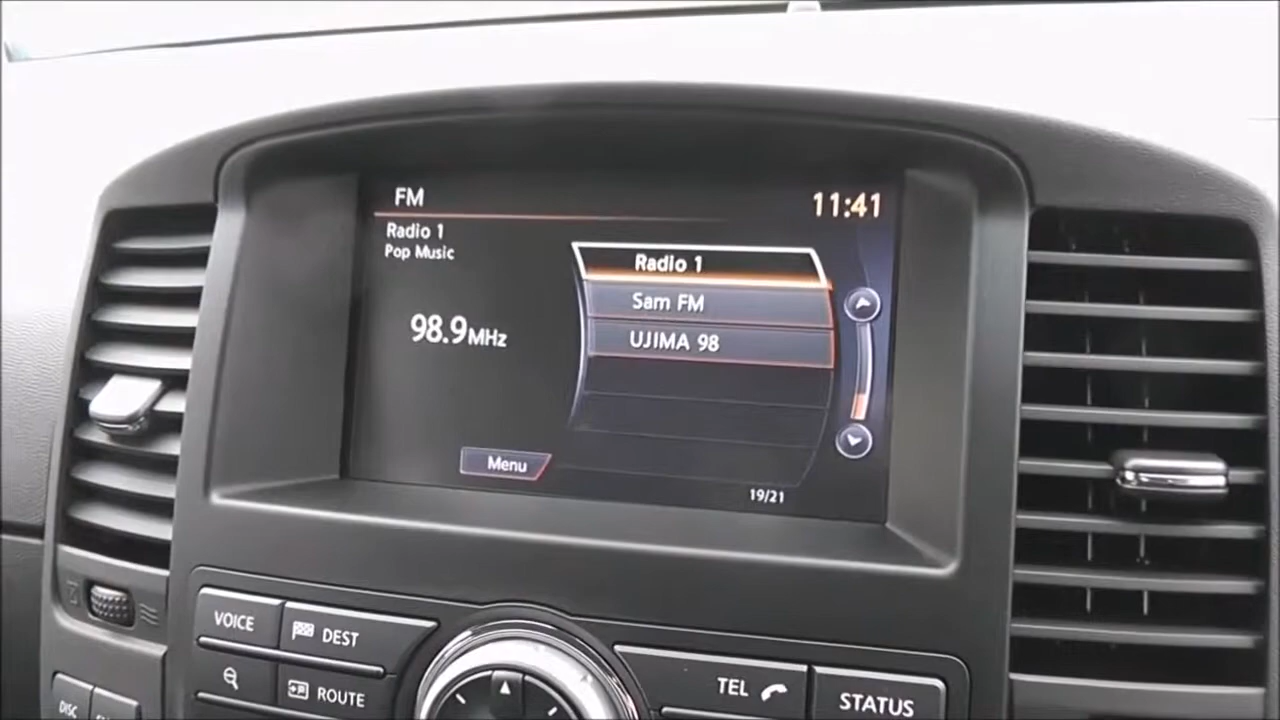 FM
11:41
Radio 1
Pop Music
98.9MHz
Radio 1
Sam FM
UJIMA 98
Menu
19/21
VOICE
DEST
ROUTE
TEL
STATUS
DISC